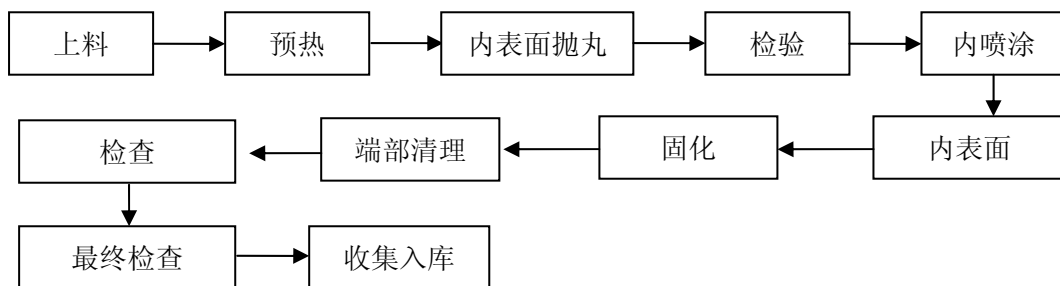 上料
预热
内表面抛丸
检验
内喷涂
内表面
固化
端部清理
检查
最终检查
收集入库